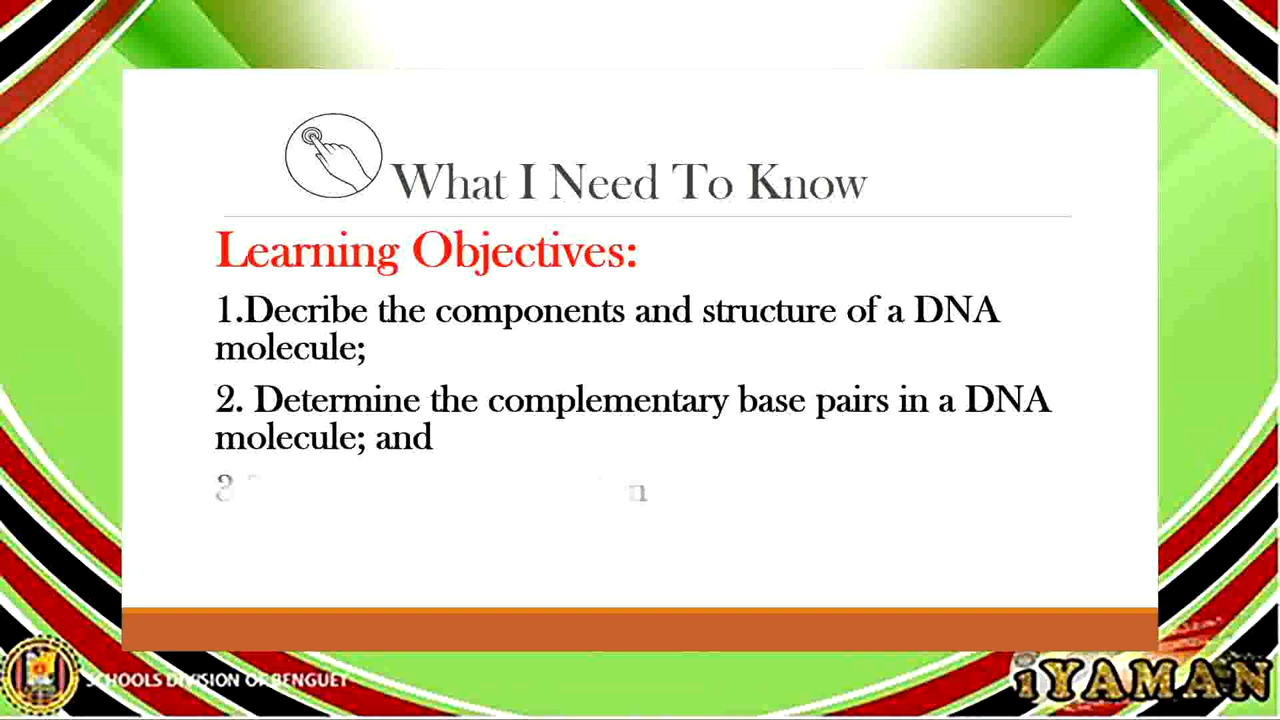 What I Need To Know
Learning Objectives:
1.Decribe the components and structure of a DNA
molecule;
2. Determine the complementary base pairs in a DNA
molecule; and
SCHOOLS DIVISION OF BENGUET
iYAMAN